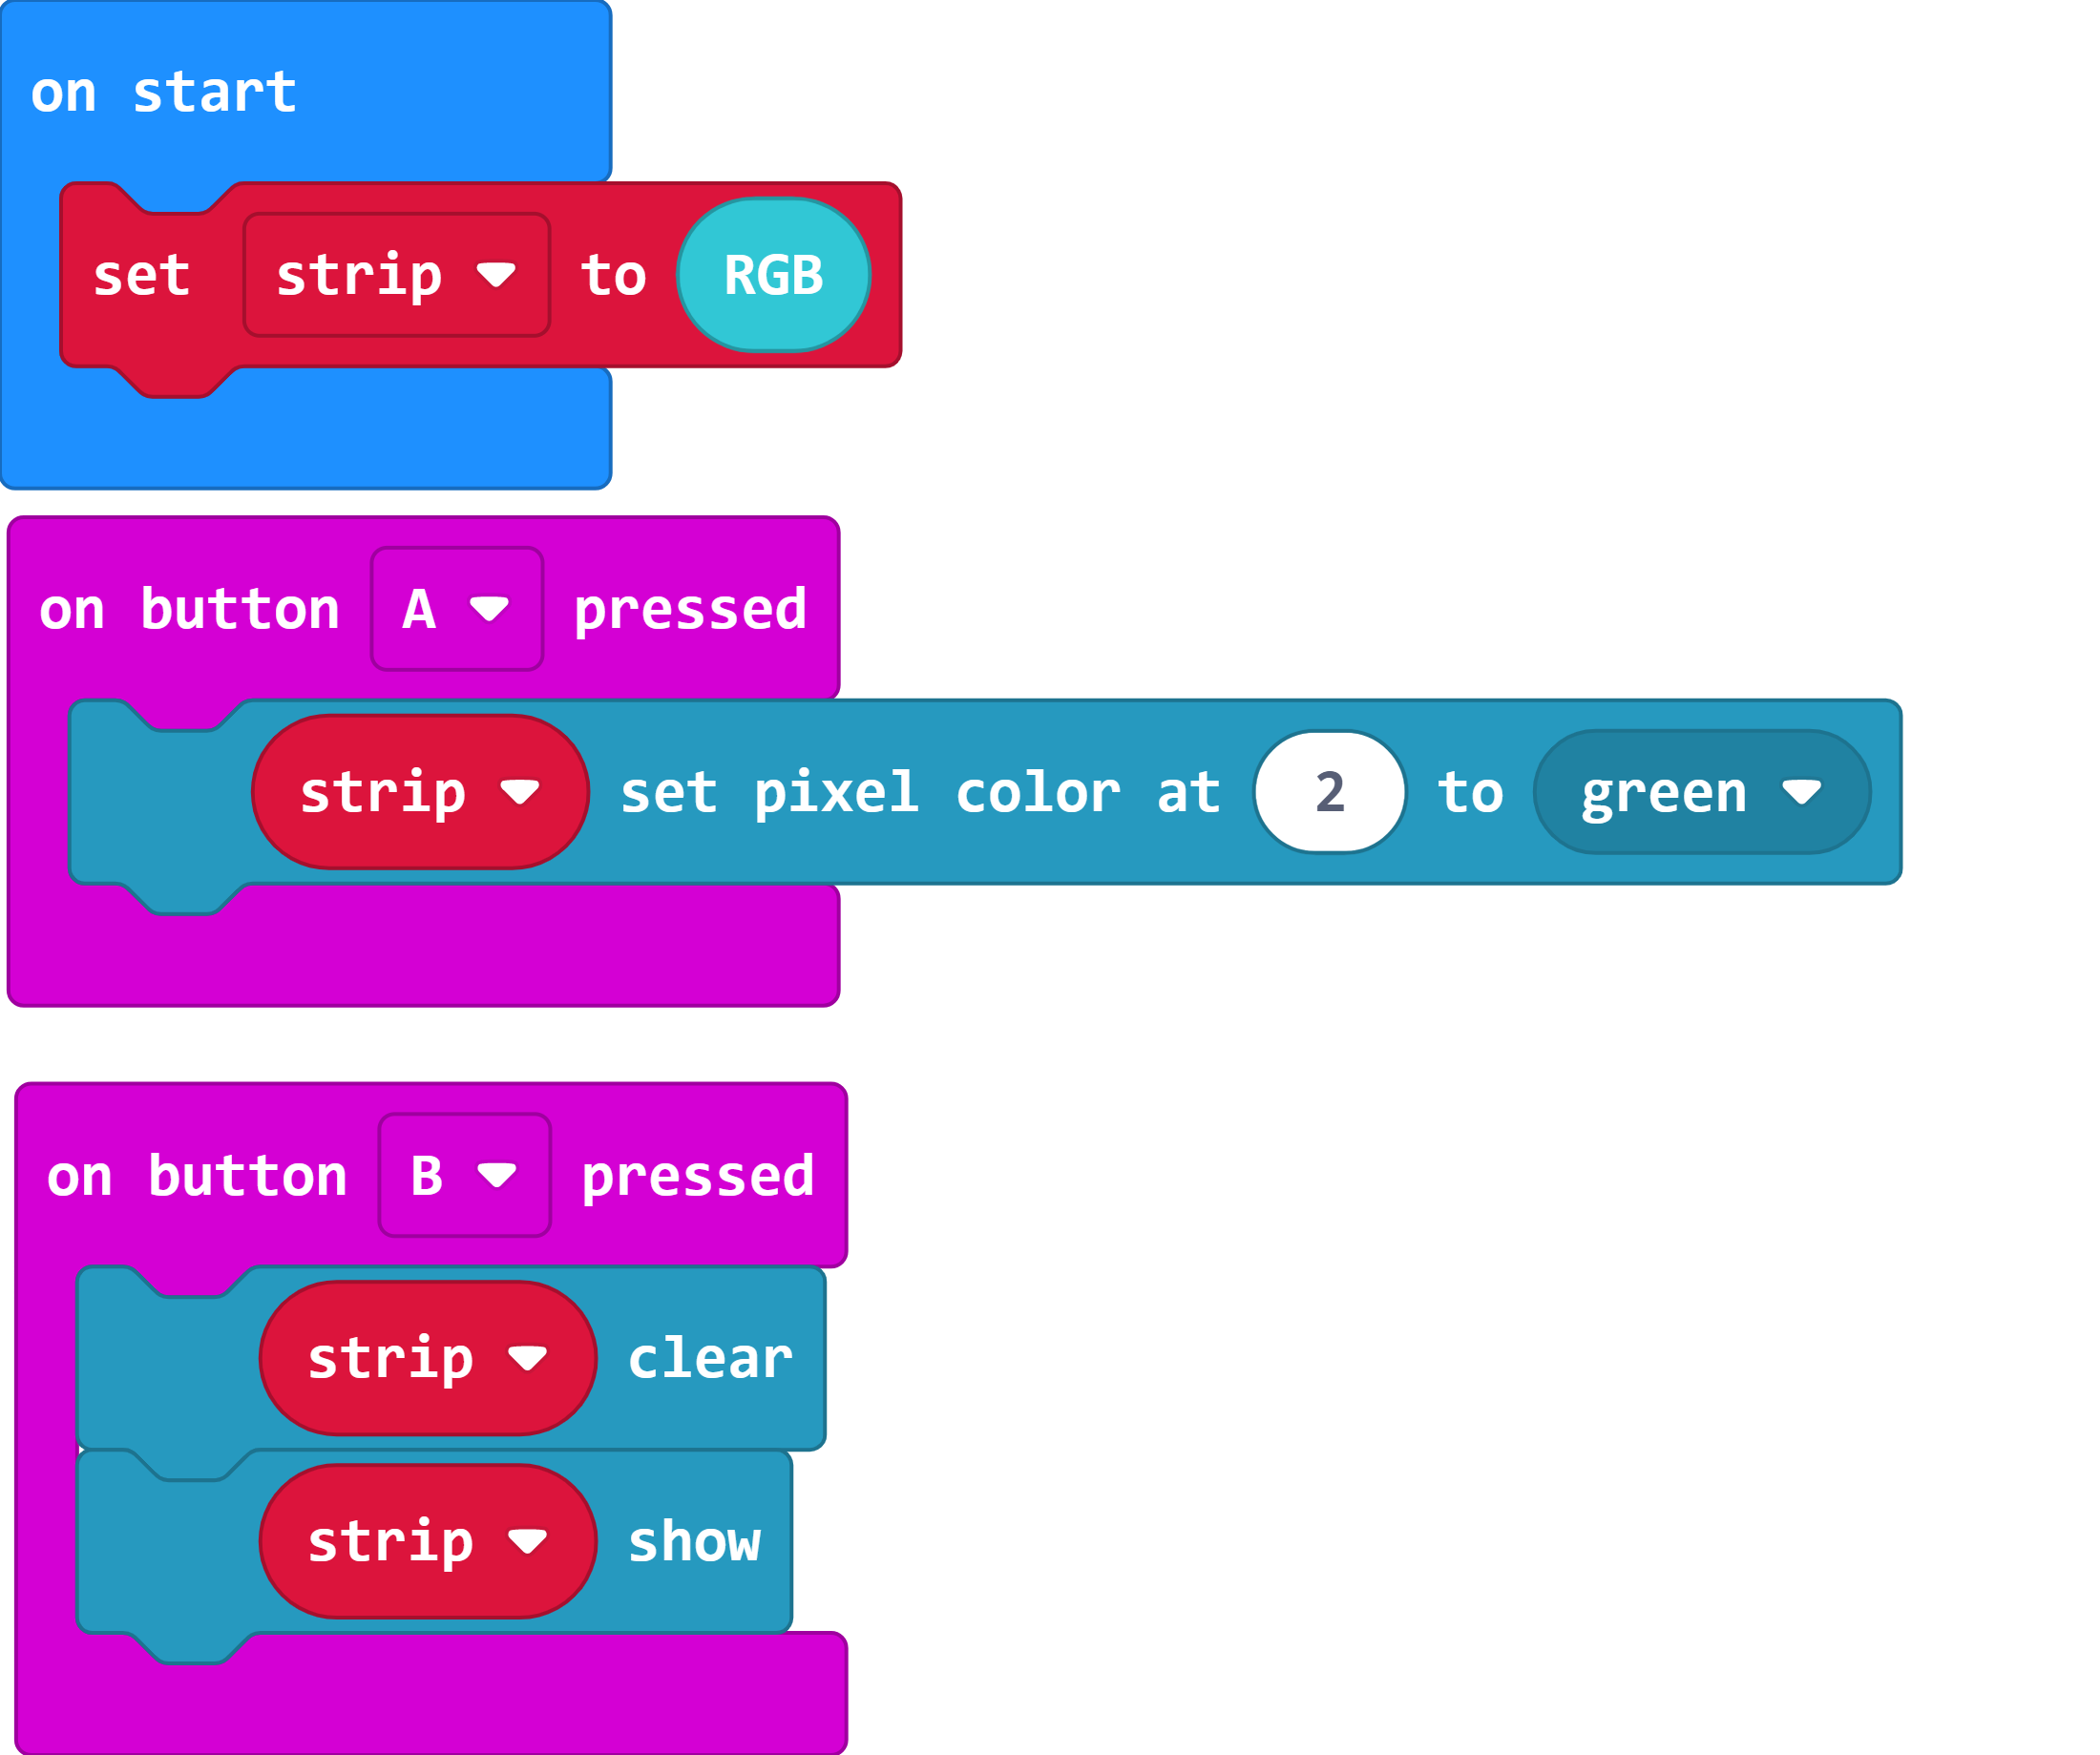 on start
set strip to RGB
on button A pressed
strip set pixel color at 2 to green
on button B pressed
strip clear
strip show